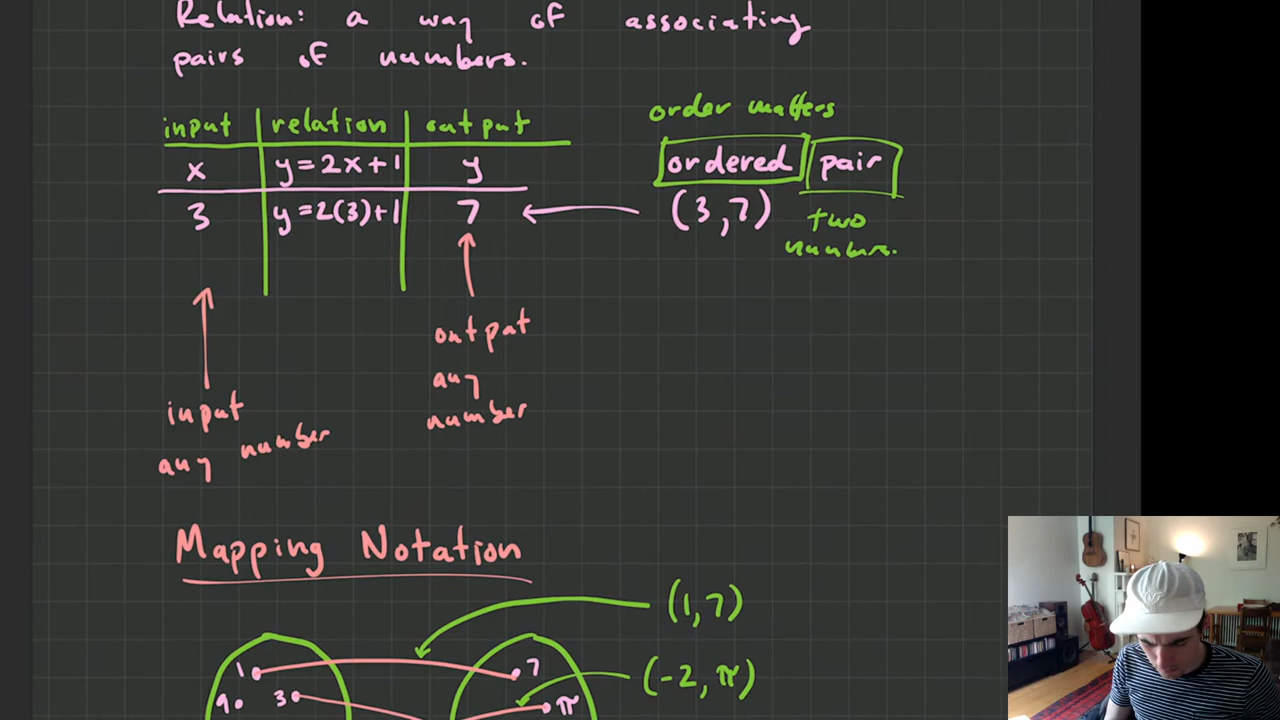 Relation: a way of associating
pairs of numbers.
input relation output
x y=2x+1 y
3 y=2(3)+1 7
order matters
ordered pair
(3,7)
two
numbers.
input
any number
output
any
number
Mapping Notation
(1,7)
(-2,π)
1 7
9 3 π